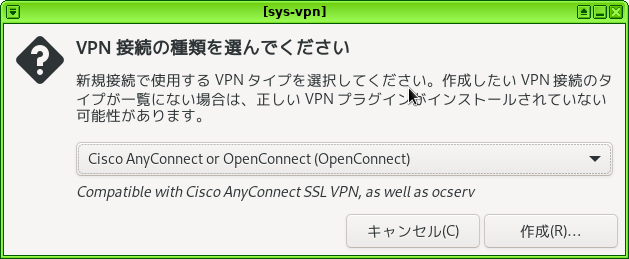 [sys-vpn]
VPN 接続の種類を選んでください
新規接続で使用する VPN タイプを選択してください。作成したい VPN 接続のタ
イプが一覧にない場合は、正しい VPN プラグインがインストールされていない
可能性があります。
Cisco AnyConnect or OpenConnect (OpenConnect)
Compatible with Cisco AnyConnect SSL VPN, as well as ocserv
キャンセル(C)
作成(R)...